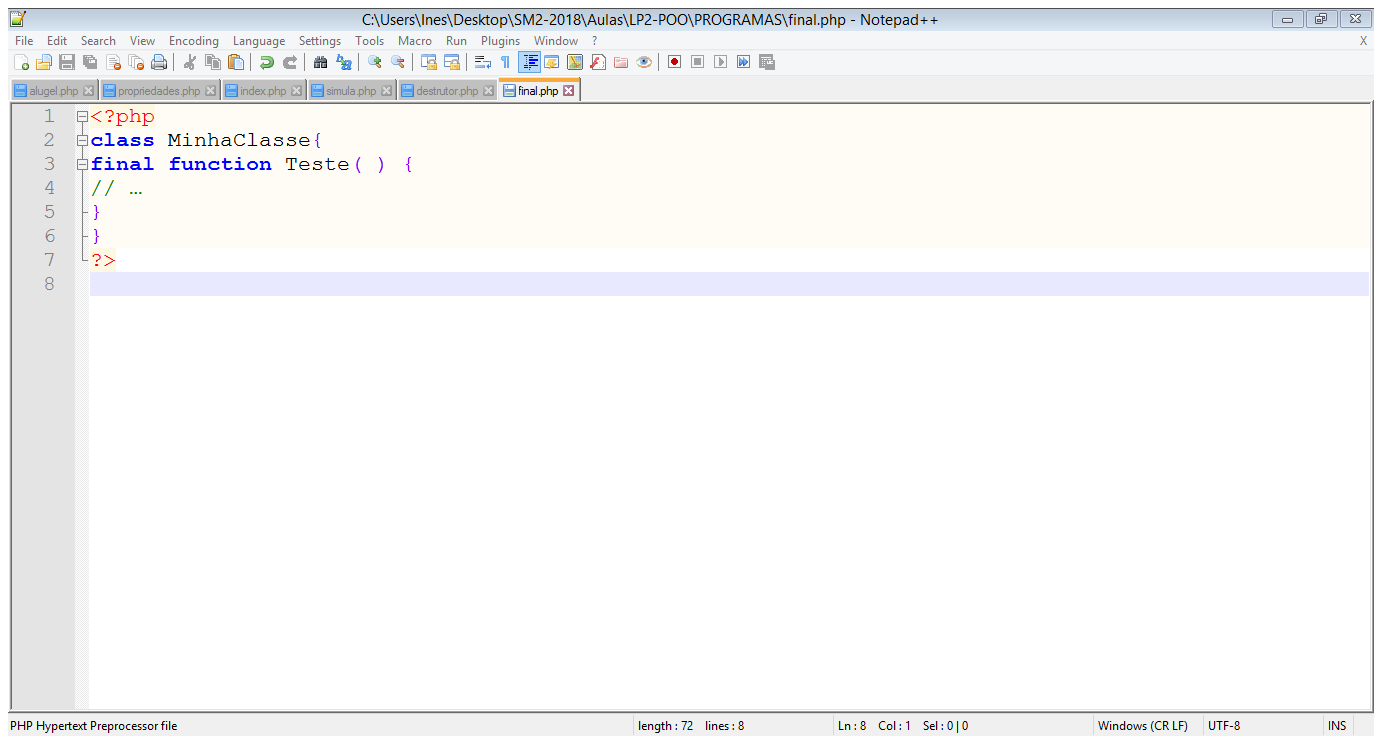 C:\Users\Ines\Desktop\SM2-2018\Aulas\LP2-POO\PROGRAMAS\final.php - Notepad++
File Edit Search View Encoding Language Settings Tools Macro Run Plugins Window ? X
alugel.php propriedades.php index.php simula.php destrutor.php final.php
1 <?php
2 class MinhaClasse{
3 final function Teste( ) {
4 // …
5 }
6 }
7 ?>
8
PHP Hypertext Preprocessor file length : 72 lines : 8 Ln : 8 Col : 1 Sel : 0 | 0 Windows (CR LF) UTF-8 INS